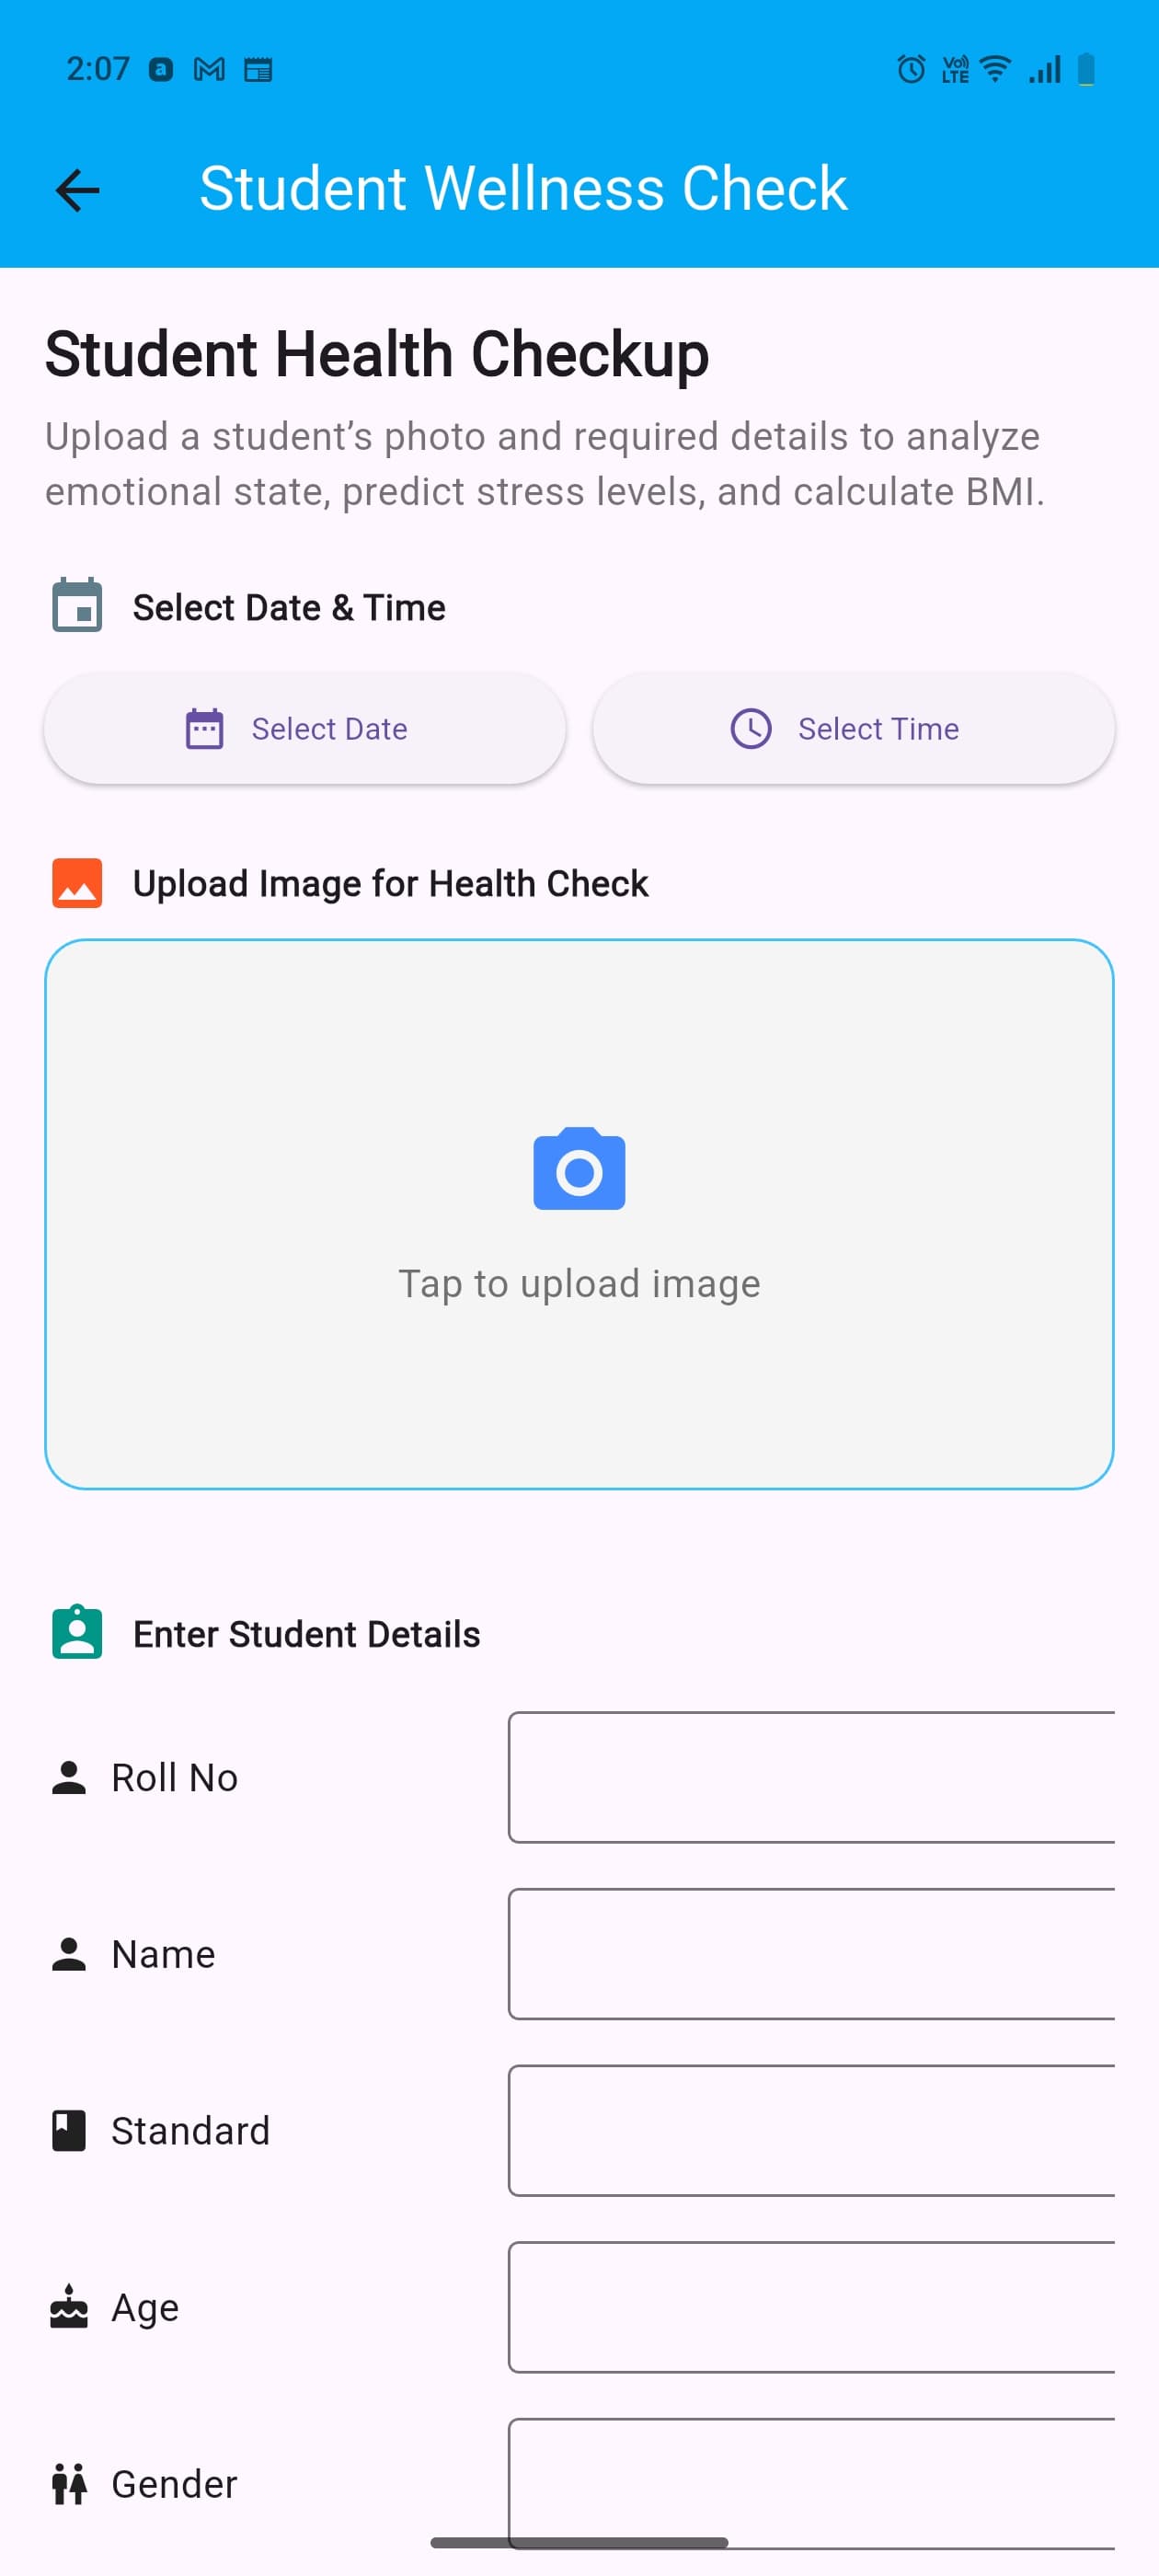 2:07
Vo)) LTE
Student Wellness Check
Student Health Checkup
Upload a student’s photo and required details to analyze
emotional state, predict stress levels, and calculate BMI.
Select Date & Time
Select Date
Select Time
Upload Image for Health Check
Tap to upload image
Enter Student Details
Roll No
Name
Standard
Age
Gender